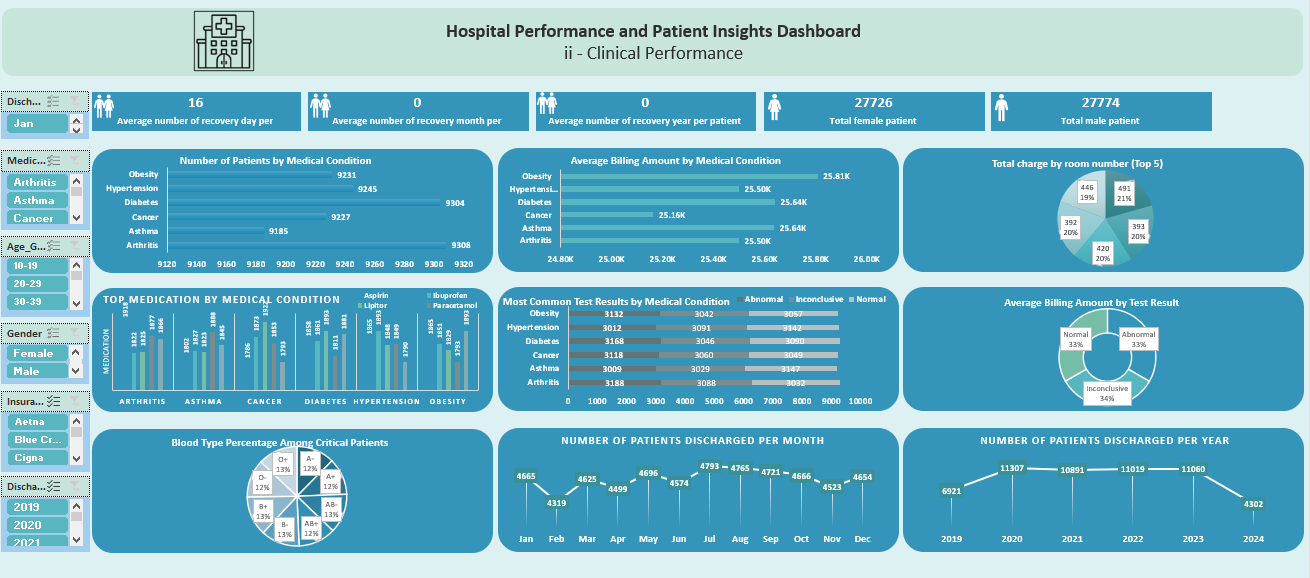 Hospital Performance and Patient Insights Dashboard
ii - Clinical Performance
Disch...
Jan
16
Average number of recovery day per
0
Average number of recovery month per
0
Average number of recovery year per patient
27726
Total female patient
27774
Total male patient
Medic...
Arthritis
Asthma
Cancer
Age_G...
10-19
20-29
30-39
Gender
Female
Male
Insura...
Aetna
Blue Cr...
Cigna
Discha...
2019
2020
2021
Number of Patients by Medical Condition
Obesity 9231
Hypertension 9245
Diabetes 9304
Cancer 9227
Asthma 9185
Arthritis 9308
9120 9140 9160 9180 9200 9220 9240 9260 9280 9300 9320
Average Billing Amount by Medical Condition
Obesity 25.81K
Hypertensi... 25.50K
Diabetes 25.64K
Cancer 25.16K
Asthma 25.64K
Arthritis 25.50K
24.80K 25.00K 25.20K 25.40K 25.60K 25.80K 26.00K
Total charge by room number (Top 5)
446 19%
491 21%
392 20%
393 20%
420 20%
TOP MEDICATION BY MEDICAL CONDITION
Aspirin Ibuprofen
Lipitor Paracetamol
MEDICATION
1822 1825 1877 1866
1802 1827 1823 1888 1845
1786 1873 1853 1793
1858 1861 1893 1811 1881
1865 1893 1848 1849 1790
1865 1851 1829 1793 1893
ARTHRITIS ASTHMA CANCER DIABETES HYPERTENSION OBESITY
Most Common Test Results by Medical Condition
Abnormal Inconclusive Normal
Obesity 3132 3042 3057
Hypertension 3012 3091 3142
Diabetes 3168 3046 3090
Cancer 3118 3060 3049
Asthma 3009 3029 3147
Arthritis 3188 3088 3032
0 1000 2000 3000 4000 5000 6000 7000 8000 9000 10000
Average Billing Amount by Test Result
Normal 33%
Abnormal 33%
Inconclusive 34%
Blood Type Percentage Among Critical Patients
O+ 13%
A- 12%
O- 12%
A+ 12%
B+ 13%
AB- 13%
B- 13%
AB+ 12%
NUMBER OF PATIENTS DISCHARGED PER MONTH
4665 4319 4625 4499 4696 4574 4793 4765 4721 4666 4523 4654
Jan Feb Mar Apr May Jun Jul Aug Sep Oct Nov Dec
NUMBER OF PATIENTS DISCHARGED PER YEAR
6921 11307 10891 11019 11060 4302
2019 2020 2021 2022 2023 2024